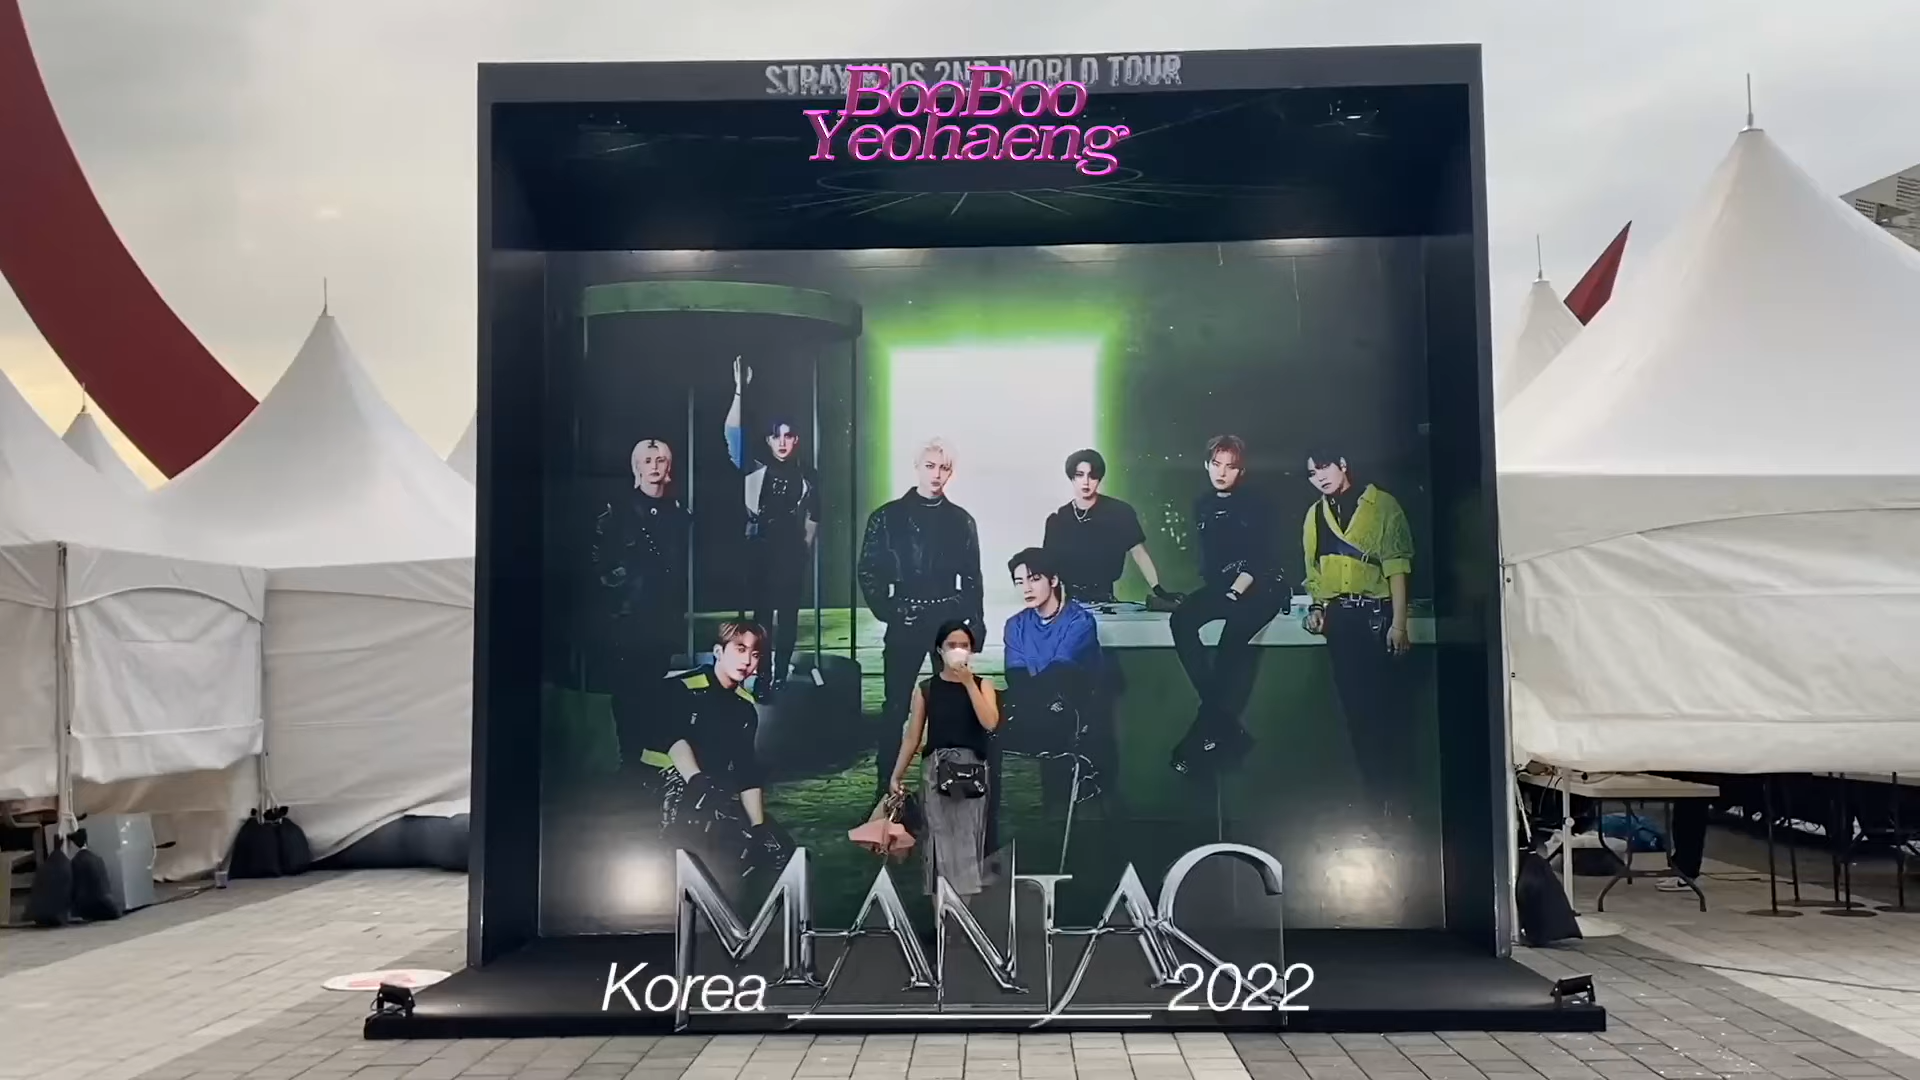 STRAY KIDS 2ND WORLD TOUR
BooBoo
Yeohaeng
MANIAC
Korea 2022